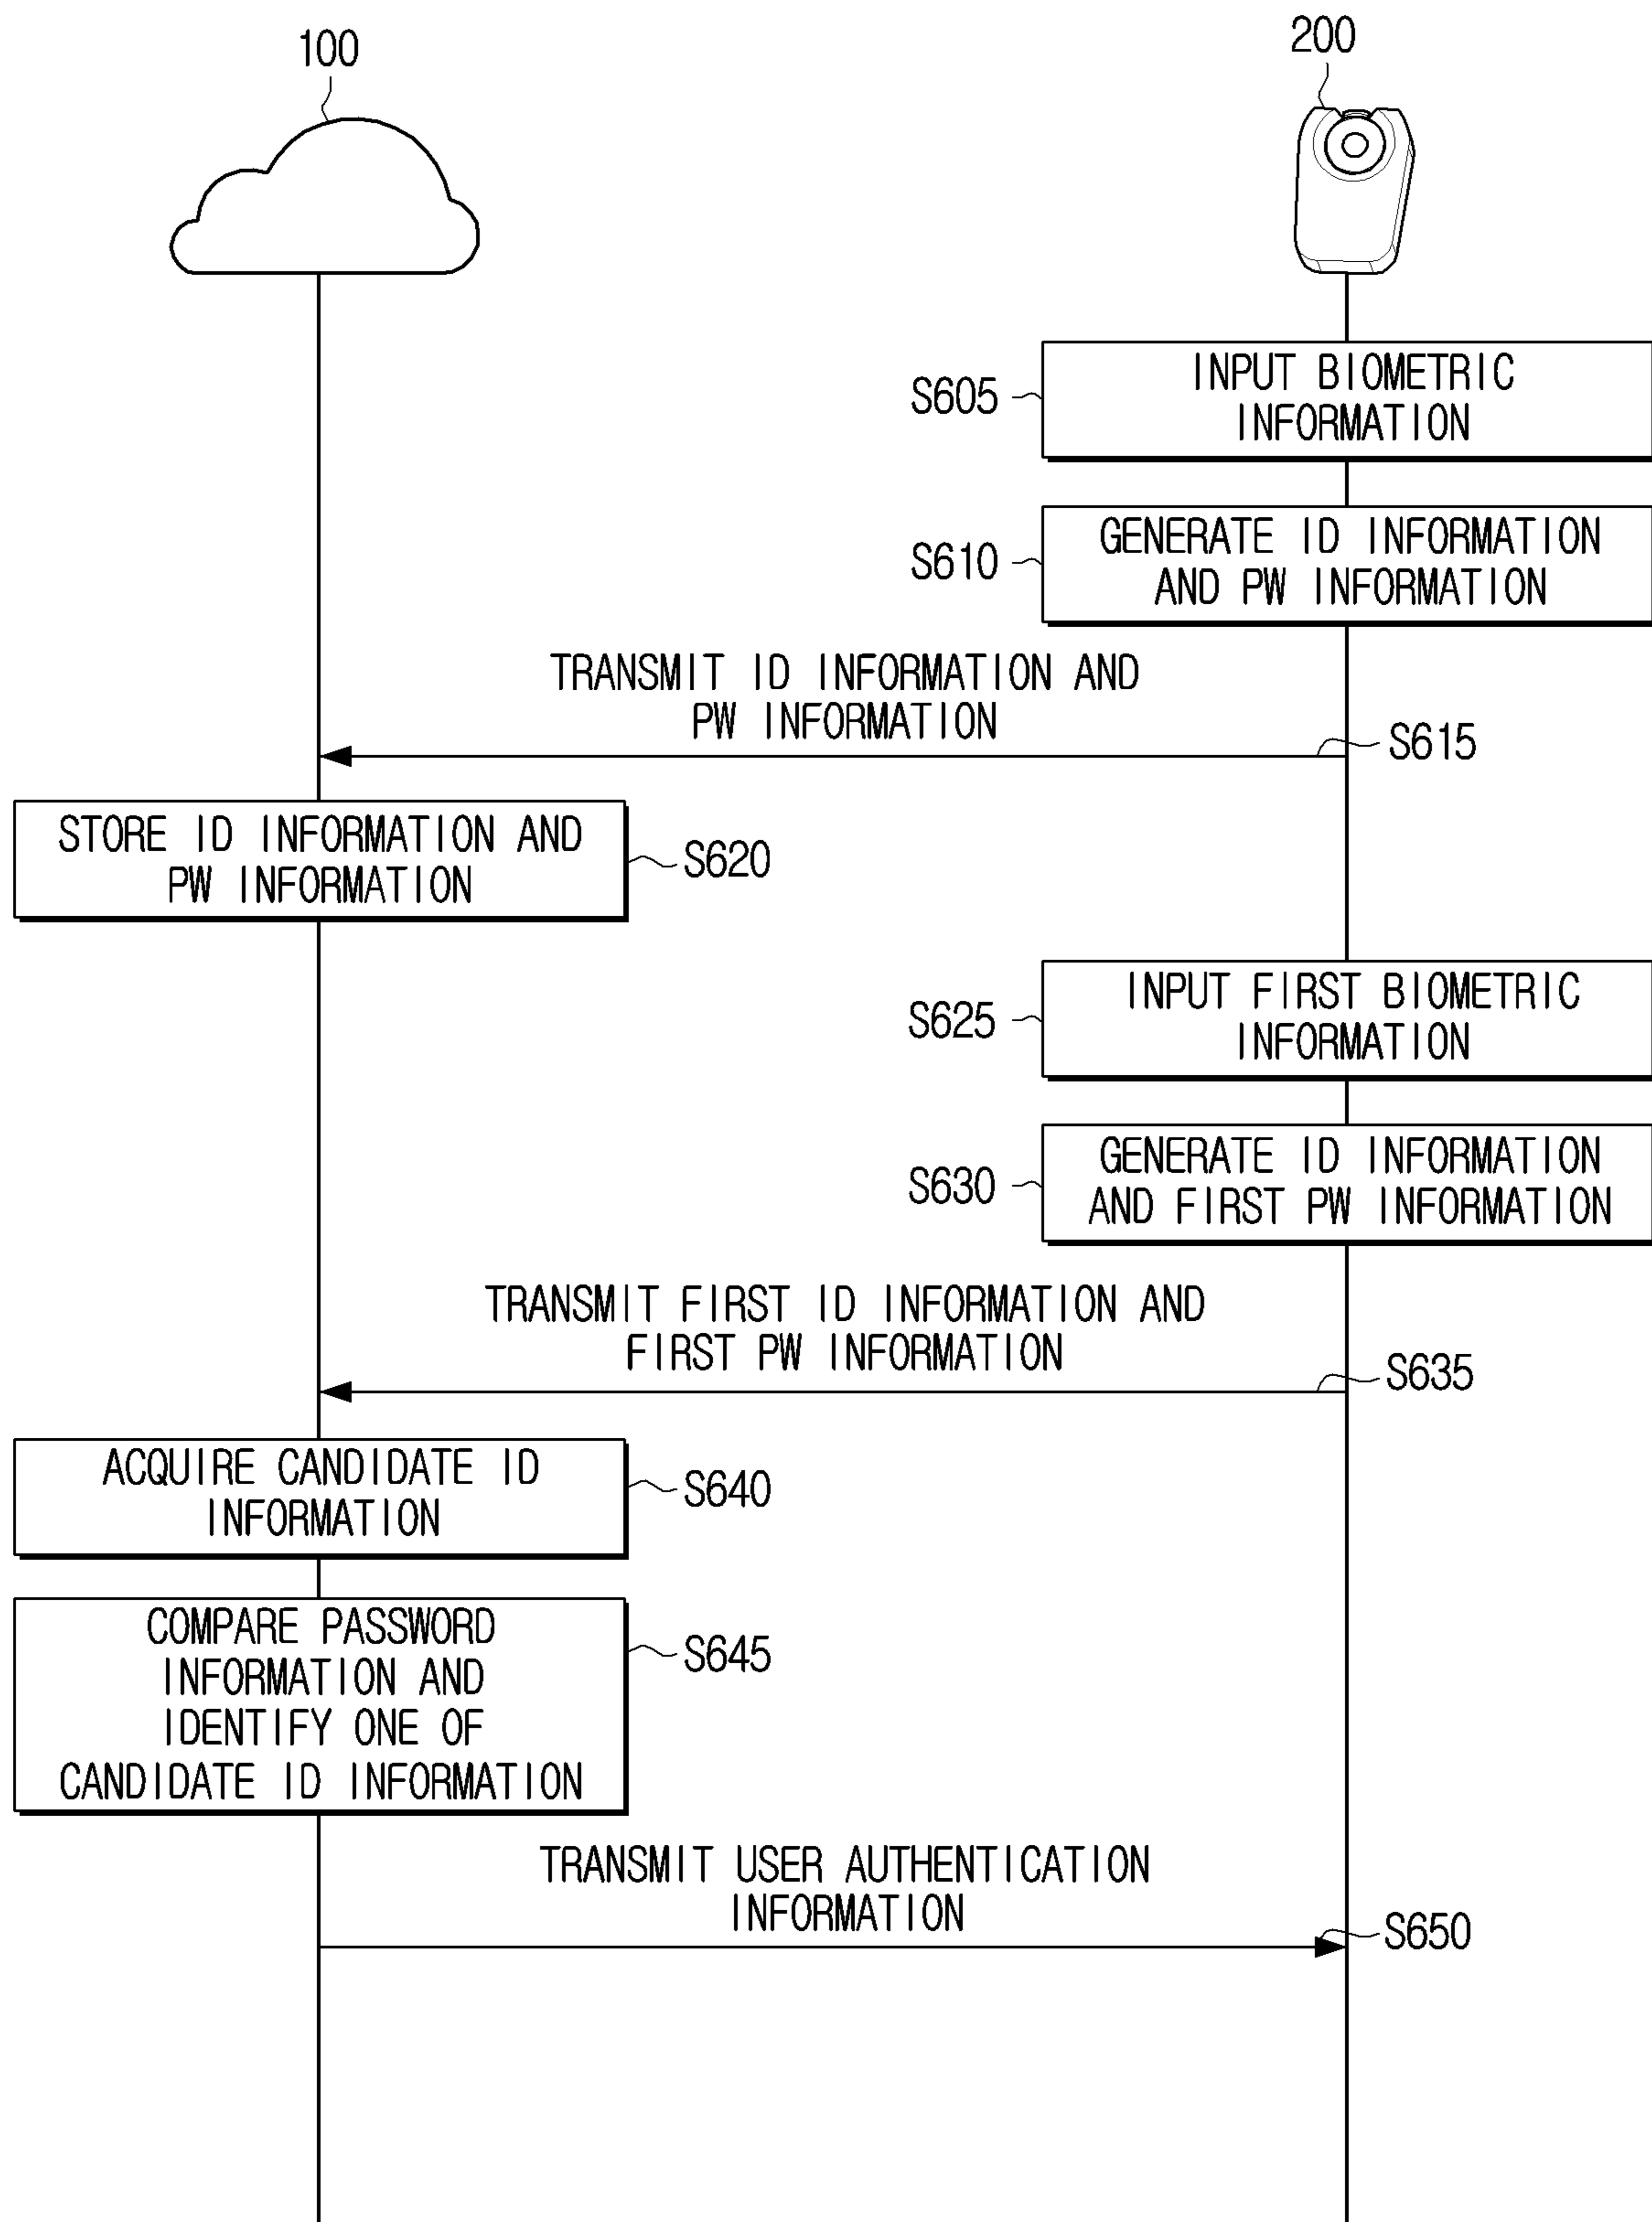 100
200
S605
INPUT BIOMETRIC
INFORMATION
S610
GENERATE ID INFORMATION
AND PW INFORMATION
TRANSMIT ID INFORMATION AND
PW INFORMATION
S615
STORE ID INFORMATION AND
PW INFORMATION
S620
S625
INPUT FIRST BIOMETRIC
INFORMATION
S630
GENERATE ID INFORMATION
AND FIRST PW INFORMATION
TRANSMIT FIRST ID INFORMATION AND
FIRST PW INFORMATION
S635
ACQUIRE CANDIDATE ID
INFORMATION
S640
COMPARE PASSWORD
INFORMATION AND
IDENTIFY ONE OF
CANDIDATE ID INFORMATION
S645
TRANSMIT USER AUTHENTICATION
INFORMATION
S650